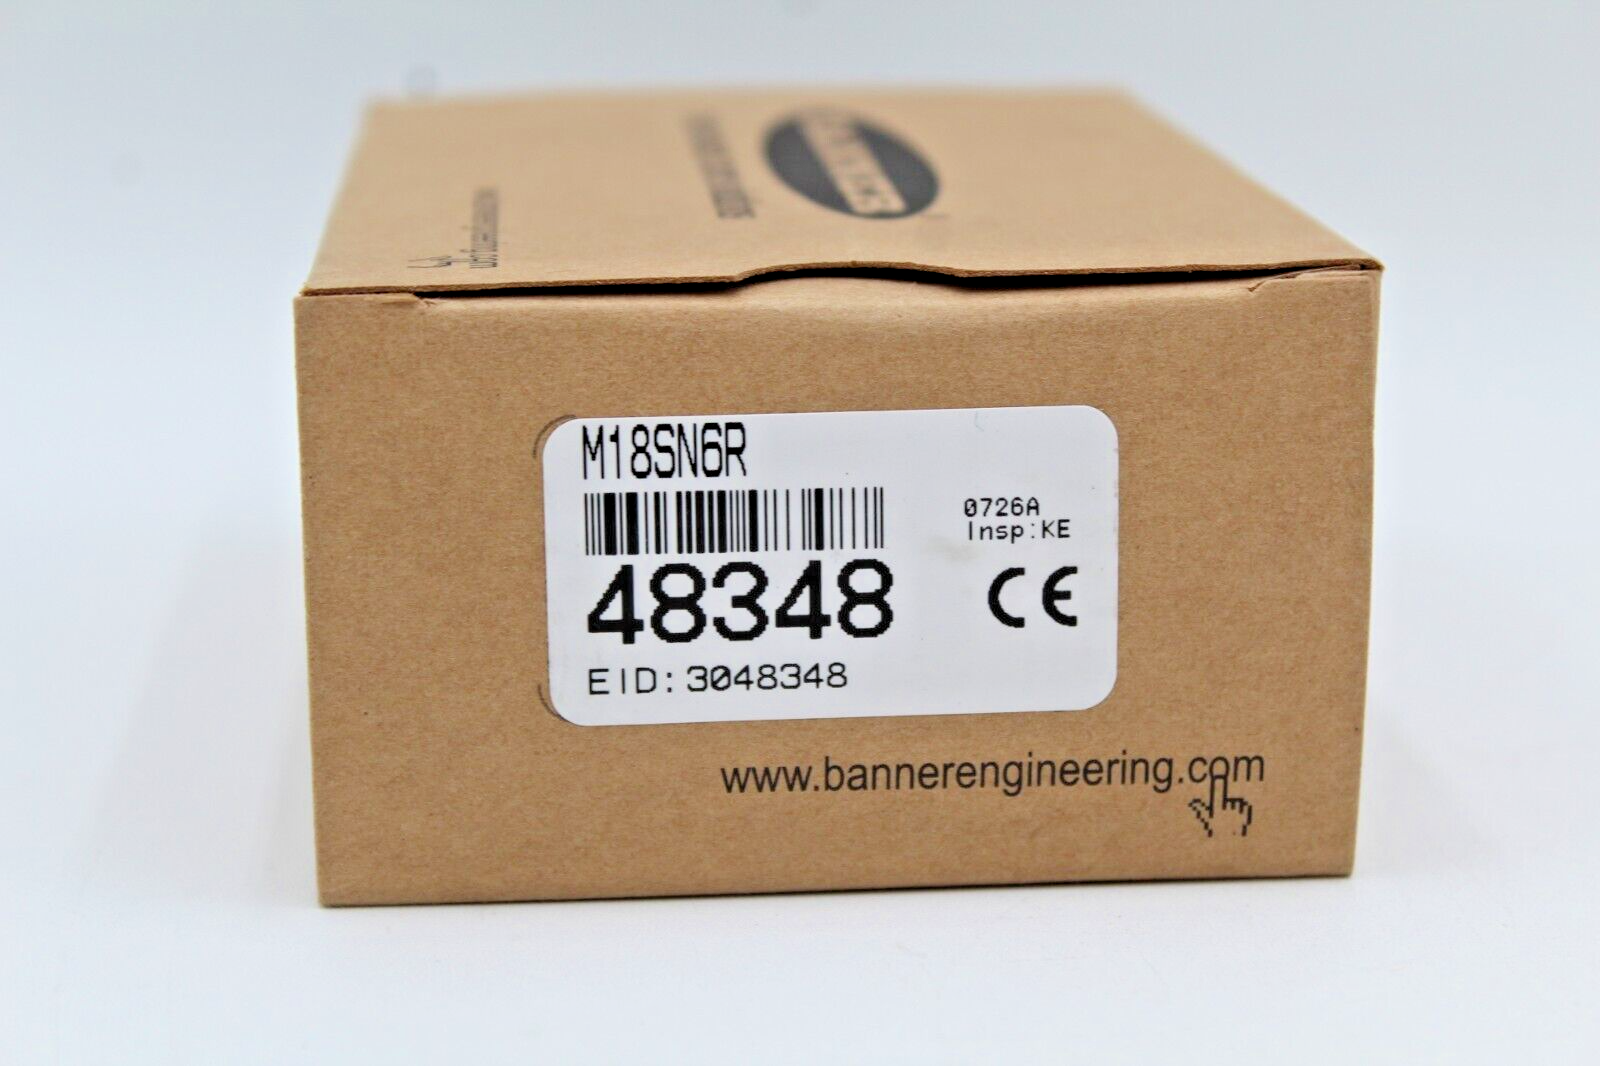 M18SN6R
0726A
Insp:KE
48348
CE
EID: 3048348
www.bannerengineering.com